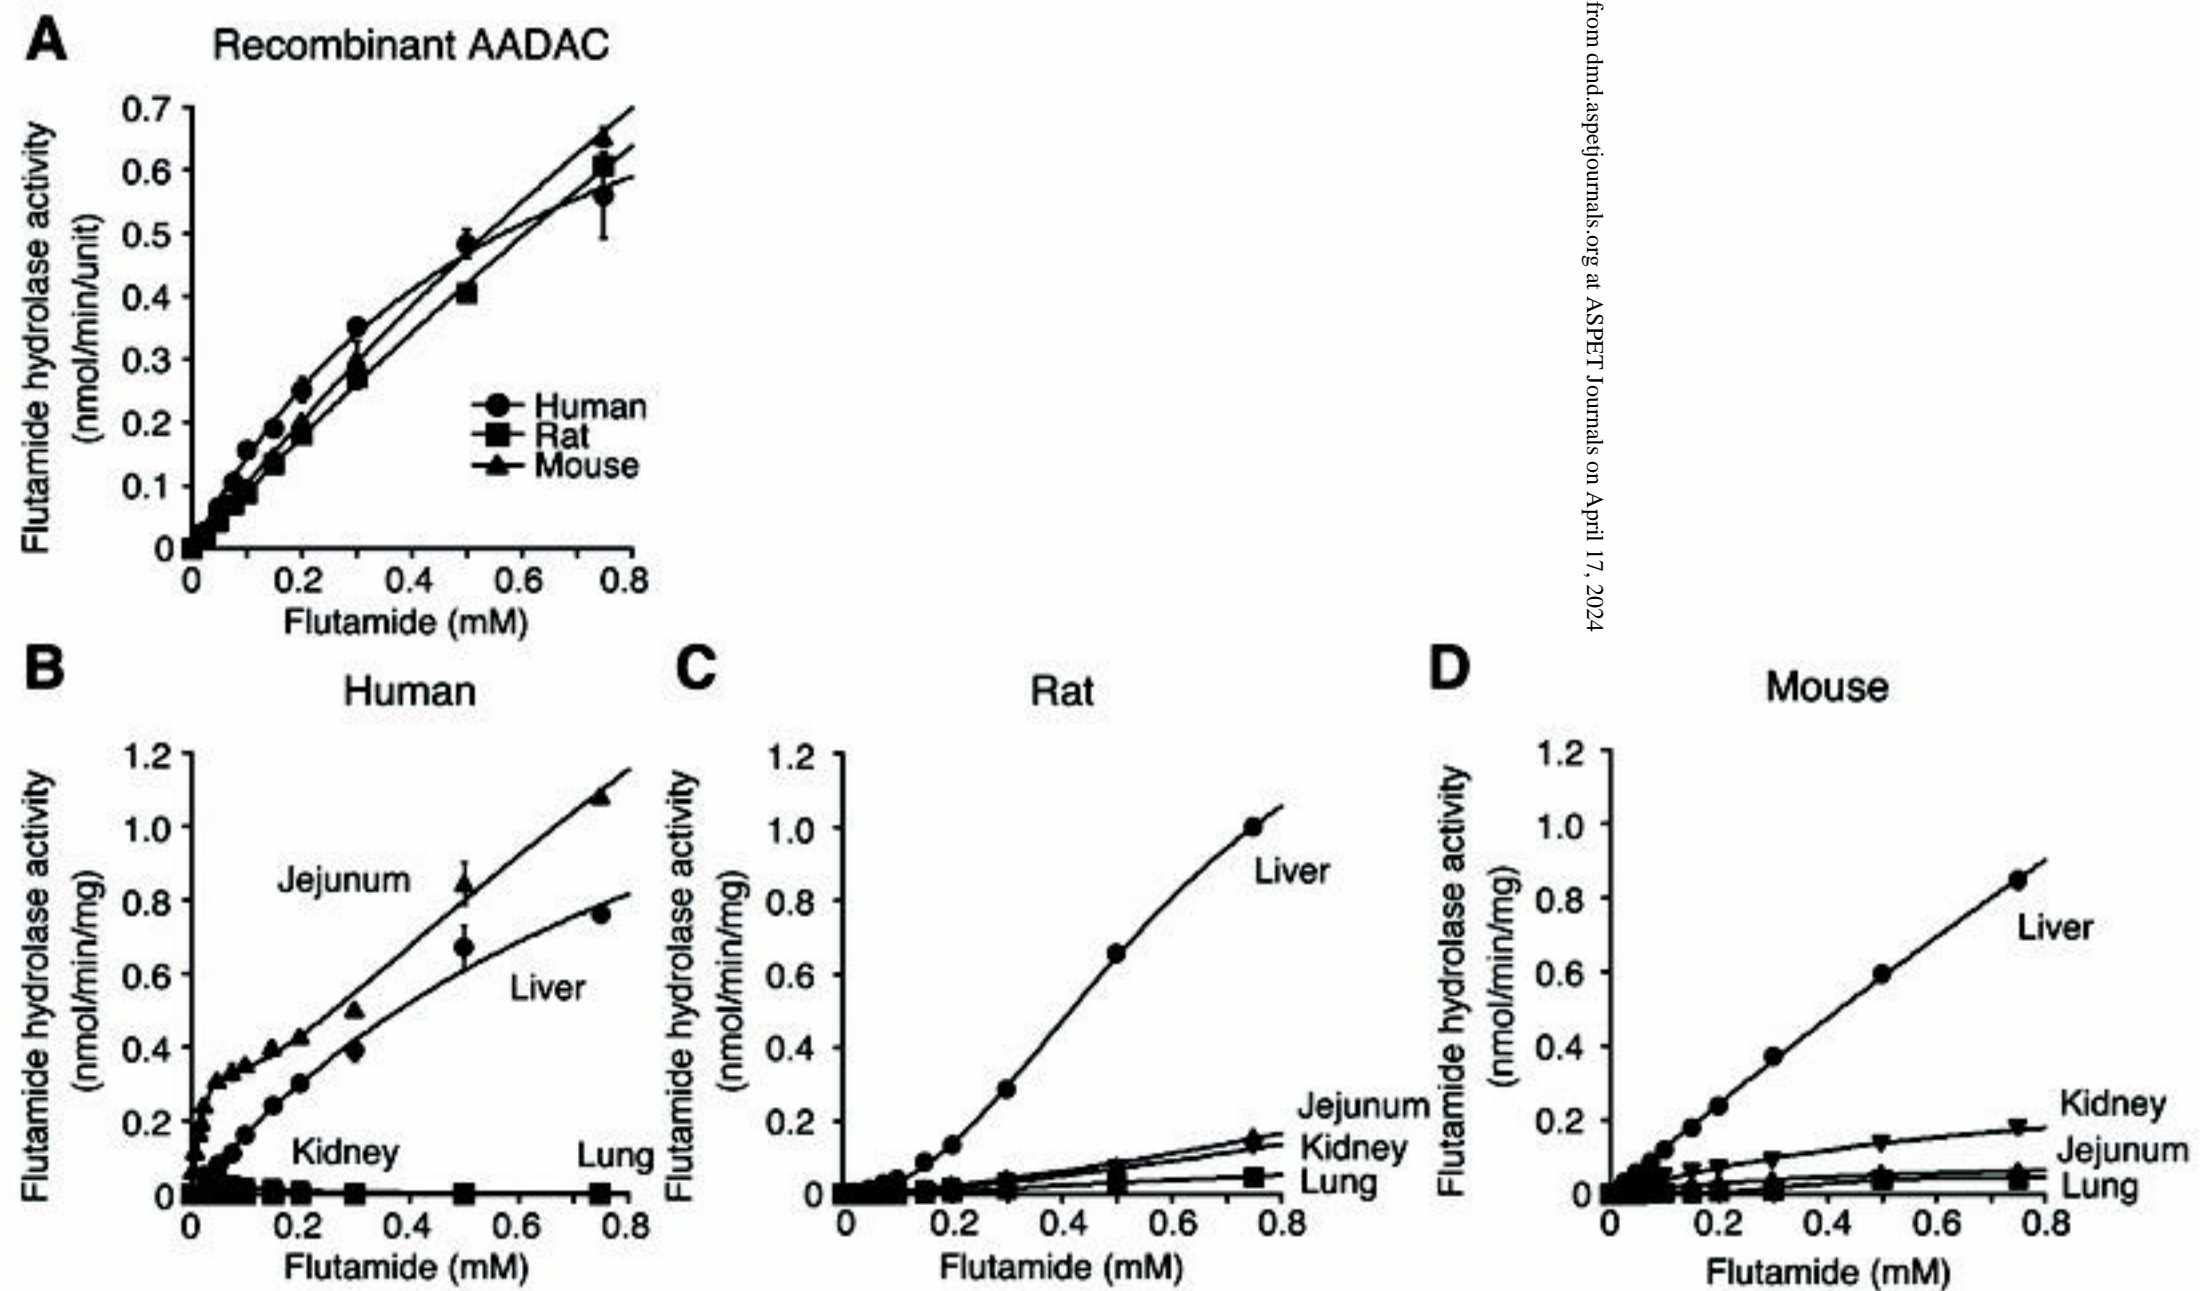 A
Recombinant AADAC
Flutamide hydrolase activity
(nmol/min/unit)
0.7
0.6
0.5
0.4
0.3
0.2
0.1
0
Human
Rat
Mouse
0 0.2 0.4 0.6 0.8
Flutamide (mM)
from dmd.aspetjournals.org at ASPET Journals on April 17, 2024
B
Human
Flutamide hydrolase activity
(nmol/min/mg)
1.2
1.0
0.8
0.6
0.4
0.2
0
Jejunum
Liver
Kidney
Lung
0 0.2 0.4 0.6 0.8
Flutamide (mM)
C
Rat
Flutamide hydrolase activity
(nmol/min/mg)
1.2
1.0
0.8
0.6
0.4
0.2
0
Liver
Jejunum
Kidney
Lung
0 0.2 0.4 0.6 0.8
Flutamide (mM)
D
Mouse
Flutamide hydrolase activity
(nmol/min/mg)
1.2
1.0
0.8
0.6
0.4
0.2
0
Liver
Kidney
Jejunum
Lung
0 0.2 0.4 0.6 0.8
Flutamide (mM)